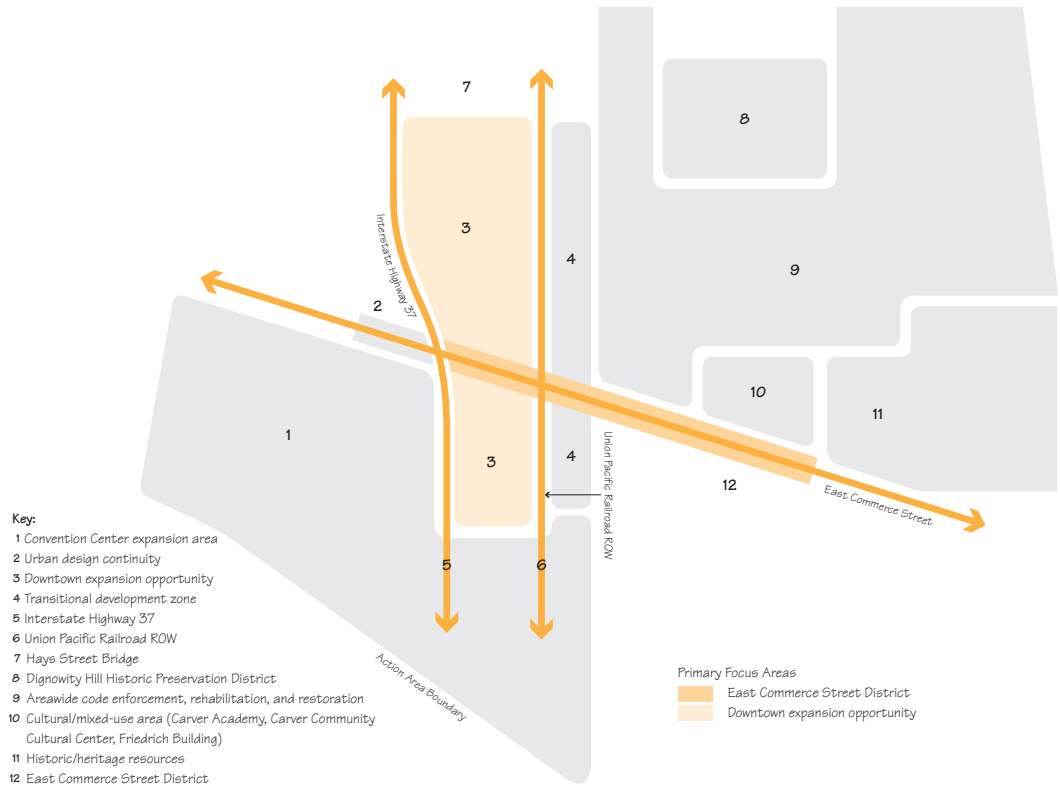 7
8
3
Interstate Highway 37
4
9
2
10
11
1
3
4
12
Union Pacific Railroad ROW
East Commerce Street
5
6
Action Area Boundary
Key:
1 Convention Center expansion area
2 Urban design continuity
3 Downtown expansion opportunity
4 Transitional development zone
5 Interstate Highway 37
6 Union Pacific Railroad ROW
7 Hays Street Bridge
8 Dignowity Hill Historic Preservation District
9 Areawide code enforcement, rehabilitation, and restoration
10 Cultural/mixed-use area (Carver Academy, Carver Community
Cultural Center, Friedrich Building)
11 Historic/heritage resources
12 East Commerce Street District
Primary Focus Areas
East Commerce Street District
Downtown expansion opportunity